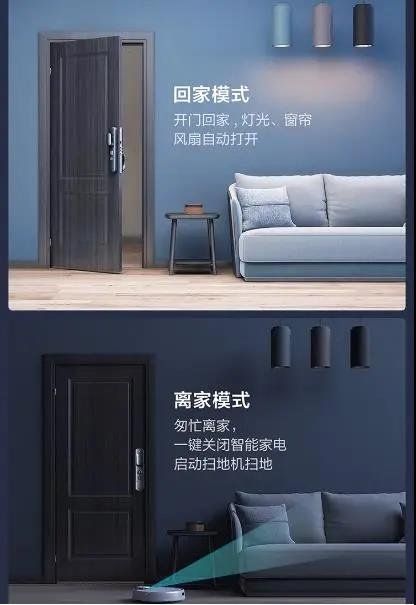 回家模式
开门回家,灯光、窗帘
风扇自动打开
离家模式
匆忙离家,
一键关闭智能家电
启动扫地机扫地